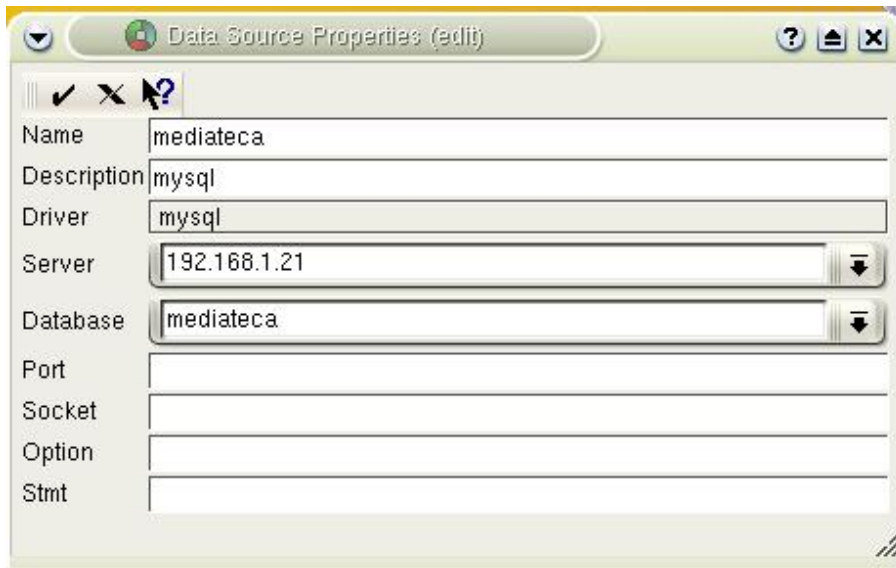 Data Source Properties (edit)
?
Name mediateca
Description mysql
Driver mysql
Server 192.168.1.21
Database mediateca
Port
Socket
Option
Stmt